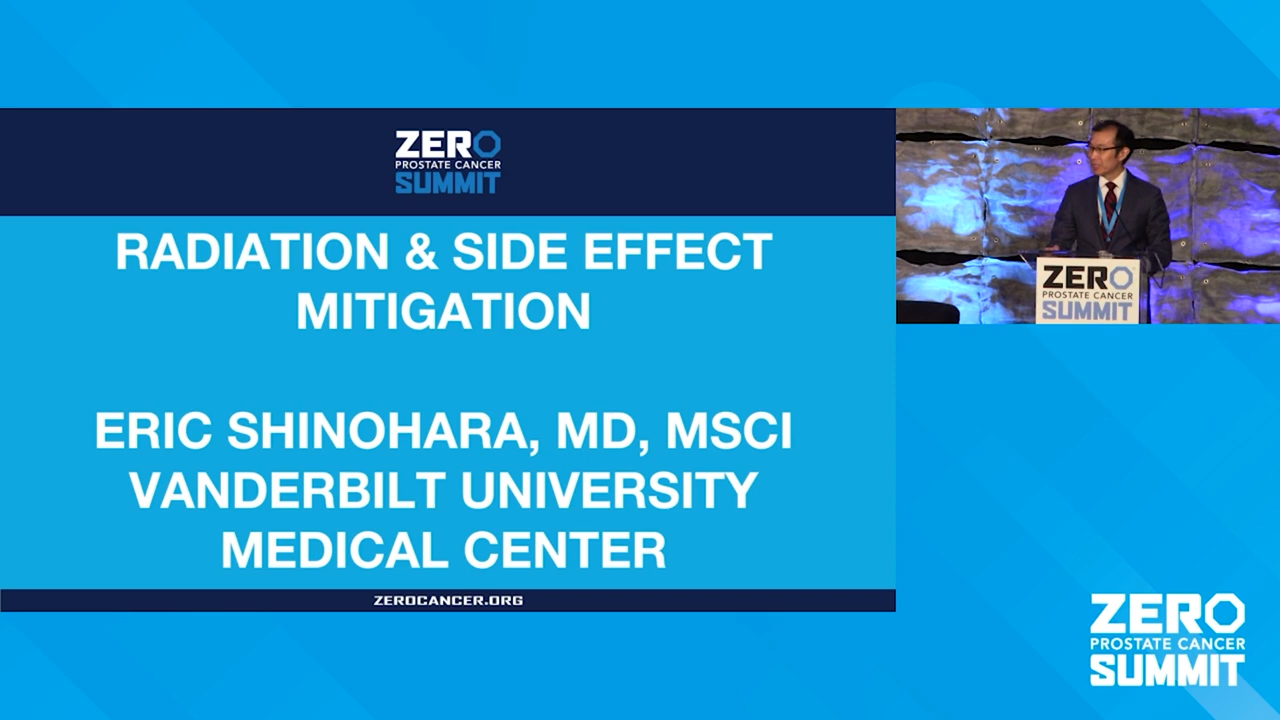 ZERO
PROSTATE CANCER
SUMMIT
RADIATION & SIDE EFFECT
MITIGATION
ERIC SHINOHARA, MD, MSCI
VANDERBILT UNIVERSITY
MEDICAL CENTER
ZEROCANCER.ORG
ZERO
PROSTATE CANCER
SUMMIT
ZERO
PROSTATE CANCER
SUMMIT